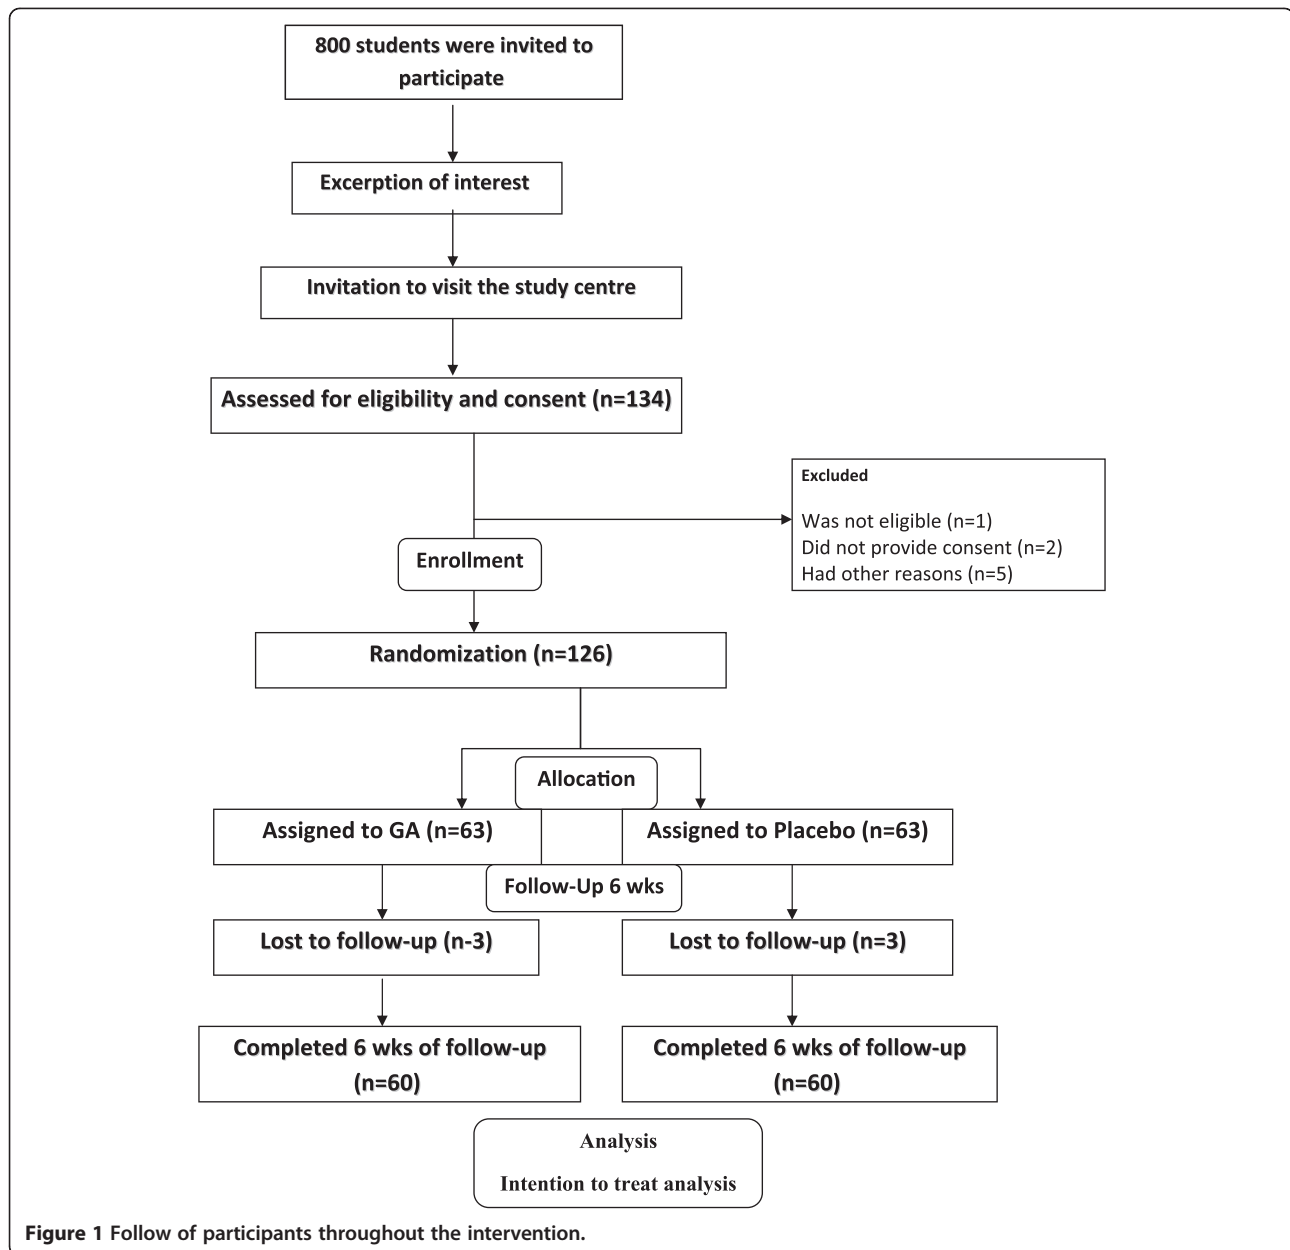 800 students were invited to
participate
Excerption of interest
Invitation to visit the study centre
Assessed for eligibility and consent (n=134)
Excluded
Was not eligible (n=1)
Did not provide consent (n=2)
Had other reasons (n=5)
Enrollment
Randomization (n=126)
Allocation
Assigned to GA (n=63)
Assigned to Placebo (n=63)
Follow-Up 6 wks
Lost to follow-up (n-3)
Lost to follow-up (n=3)
Completed 6 wks of follow-up
(n=60)
Completed 6 wks of follow-up
(n=60)
Analysis
Intention to treat analysis
Figure 1 Follow of participants throughout the intervention.